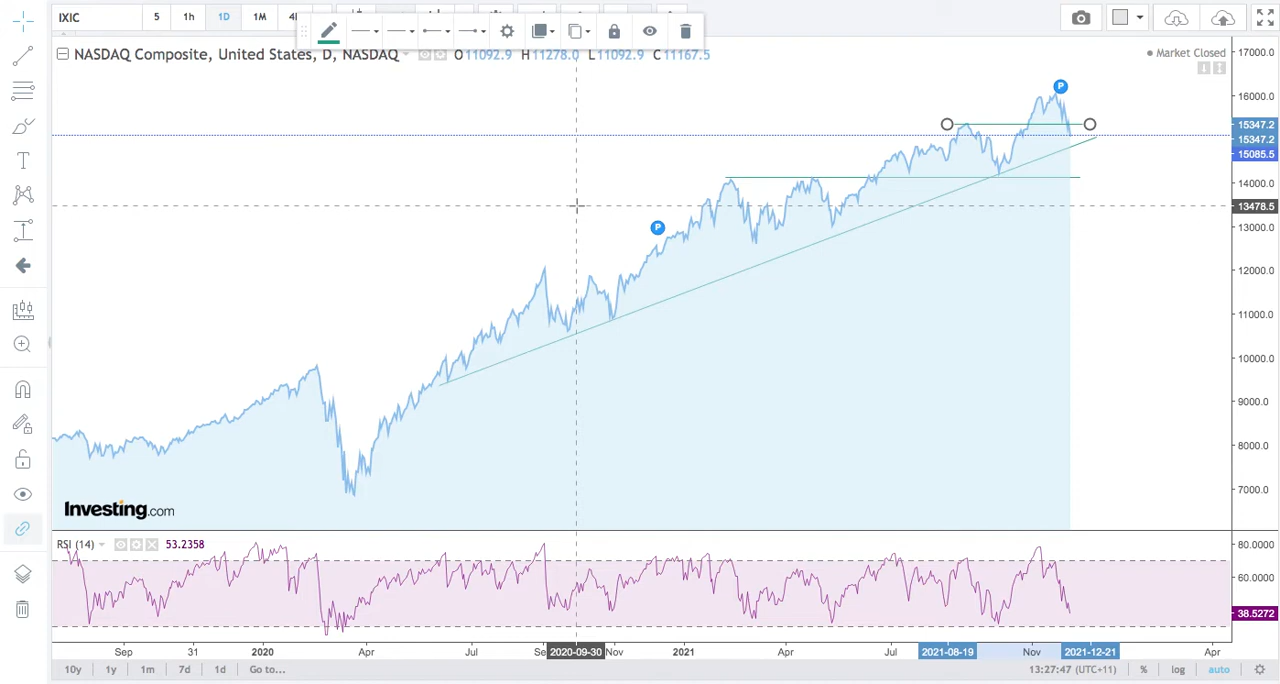 IXIC 5 1h 1D 1M
NASDAQ Composite, United States, D, NASDAQ O11092.9 H11278.0 L11092.9 C11167.5
Market Closed
P
P
17000.0
16000.0
15347.2
15347.2
15085.5
14000.0
13478.5
13000.0
12000.0
11000.0
10000.0
9000.0
8000.0
7000.0
Investing.com
RSI (14) 53.2358
80.0000
60.0000
38.5272
Sep 31 2020 Apr Jul 2020-09-30 Nov 2021 Apr Jul 2021-08-19 Nov 2021-12-21 Apr
10y 1y 1m 7d 1d Go to... 13:27:47 (UTC+11) % log auto